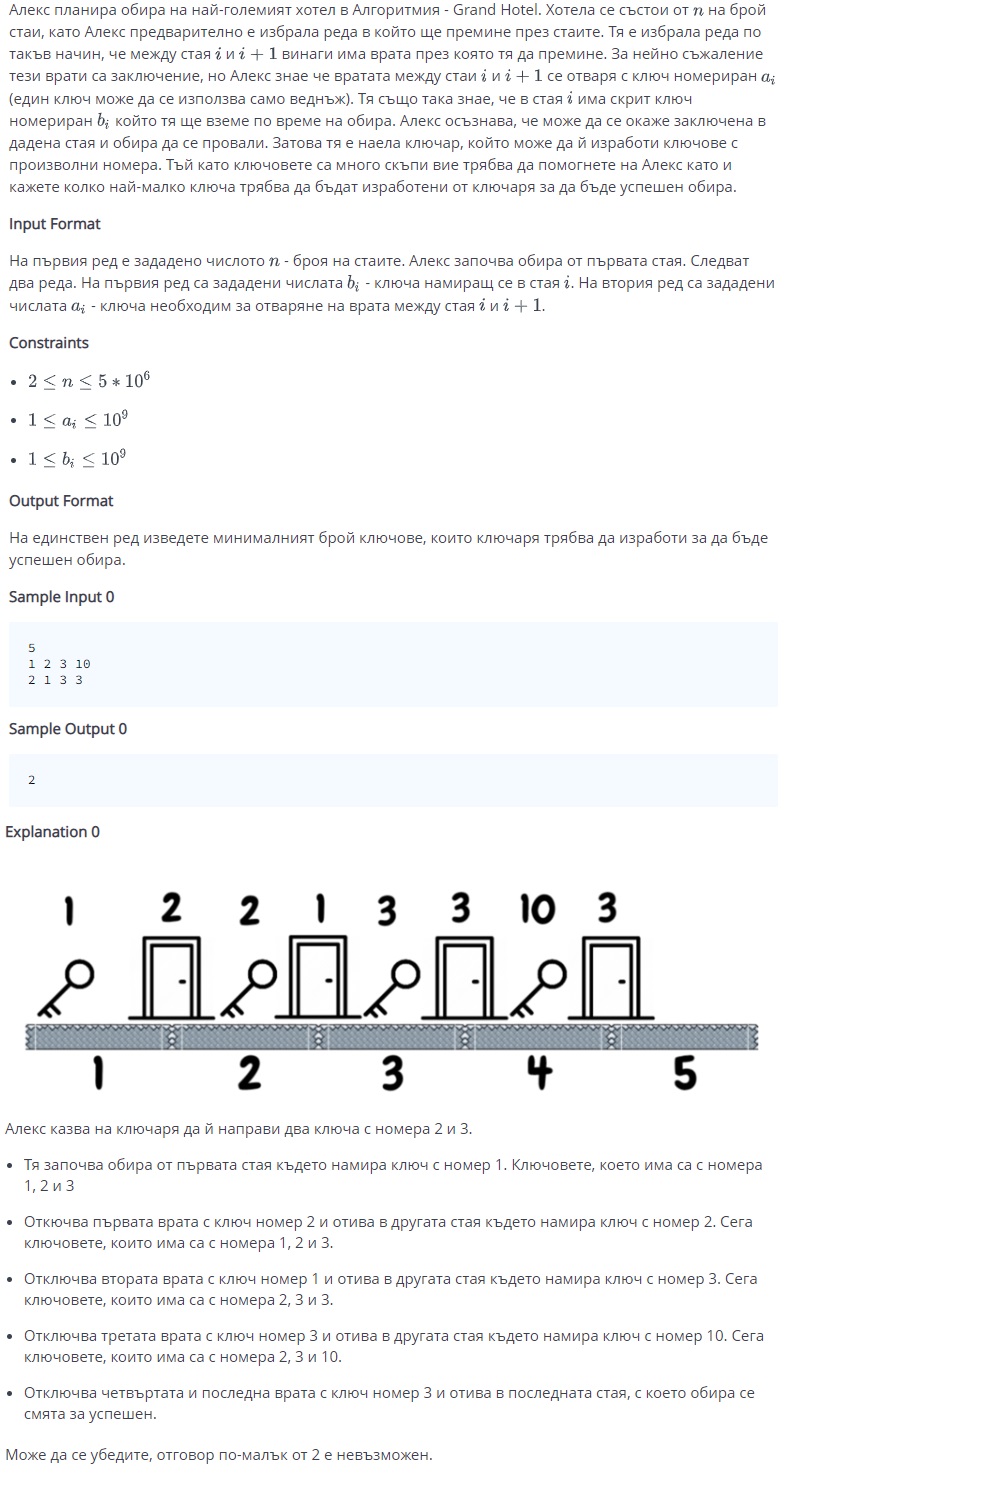 Алекс планира обира на най-големият хотел в Алгоритмия - Grand Hotel. Хотела се състои от n на брой
стаи, като Алекс предварително е избрала реда в който ще премине през стаите. Тя е избрала реда по
такъв начин, че между стая i и i + 1 винаги има врата през която тя да премине. За нейно съжаление
тези врати са заключение, но Алекс знае че вратата между стаи i и i + 1 се отваря с ключ номериран a_i
(един ключ може да се използва само веднъж). Тя също така знае, че в стая i има скрит ключ
номериран b_i който тя ще вземе по време на обира. Алекс осъзнава, че може да се окаже заключена в
дадена стая и обира да се провали. Затова тя е наела ключар, който може да й изработи ключове с
произволни номера. Тъй като ключовете са много скъпи вие трябва да помогнете на Алекс като и
кажете колко най-малко ключа трябва да бъдат изработени от ключаря за да бъде успешен обира.
Input Format
На първия ред е зададено числото n - броя на стаите. Алекс започва обира от първата стая. Следват
два реда. На първия ред са зададени числата b_i - ключа намиращ се в стая i. На втория ред са зададени
числата a_i - ключа необходим за отваряне на врата между стая i и i + 1.
Constraints
• 2 ≤ n ≤ 5 * 10^6
• 1 ≤ a_i ≤ 10^9
• 1 ≤ b_i ≤ 10^9
Output Format
На единствен ред изведете минималният брой ключове, които ключаря трябва да изработи за да бъде
успешен обира.
Sample Input 0
5
1 2 3 10
2 1 3 3
Sample Output 0
2
Explanation 0
1 2 2 1 3 3 10 3
1 2 3 4 5
Алекс казва на ключаря да й направи два ключа с номера 2 и 3.
• Тя започва обира от първата стая където намира ключ с номер 1. Ключовете, което има са с номера
1, 2 и 3
• Откючва първата врата с ключ номер 2 и отива в другата стая където намира ключ с номер 2. Сега
ключовете, които има са с номера 1, 2 и 3.
• Отключва втората врата с ключ номер 1 и отива в другата стая където намира ключ с номер 3. Сега
ключовете, които има са с номера 2, 3 и 3.
• Отключва третата врата с ключ номер 3 и отива в другата стая където намира ключ с номер 10. Сега
ключовете, които има са с номера 2, 3 и 10.
• Отключва четвъртата и последна врата с ключ номер 3 и отива в последната стая, с което обира се
смята за успешен.
Може да се убедите, отговор по-малък от 2 е невъзможен.